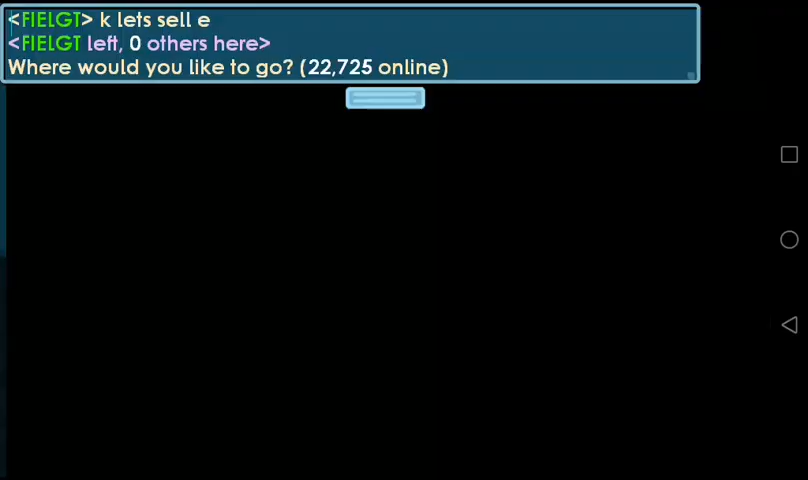 <FIELGT> k lets sell e
<FIELGT left, 0 others here>
Where would you like to go? (22,725 online)